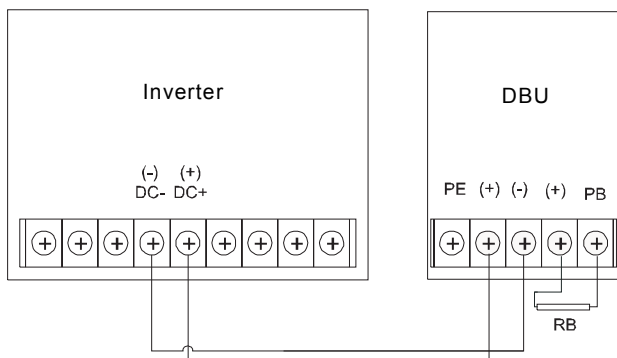 Inverter
DBU
(-) (+)
DC- DC+
PE (+) (-) (+) PB
RB